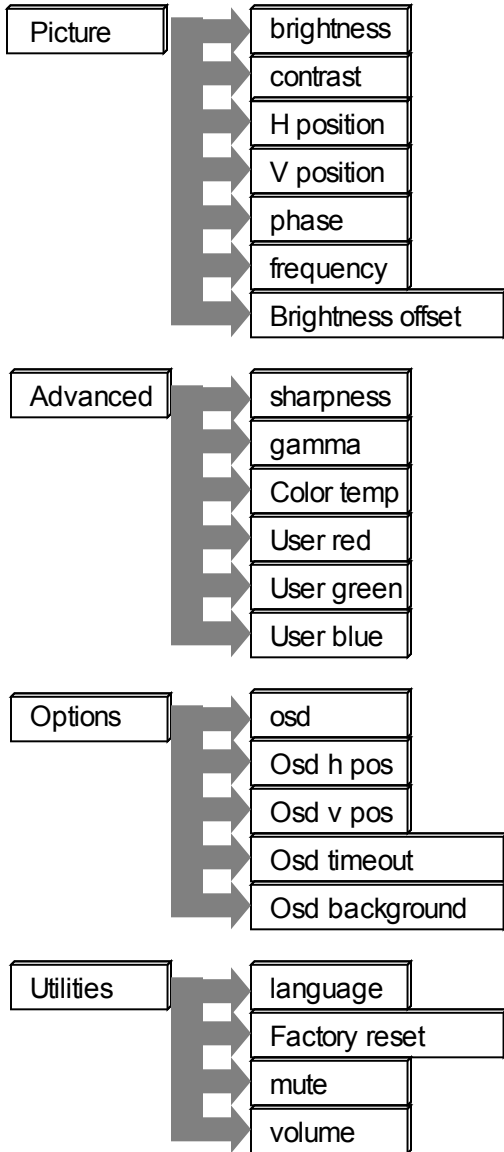 Picture
brightness
contrast
H position
V position
phase
frequency
Brightness offset
Advanced
sharpness
gamma
Color temp
User red
User green
User blue
Options
osd
Osd h pos
Osd v pos
Osd timeout
Osd background
Utilities
language
Factory reset
mute
volume